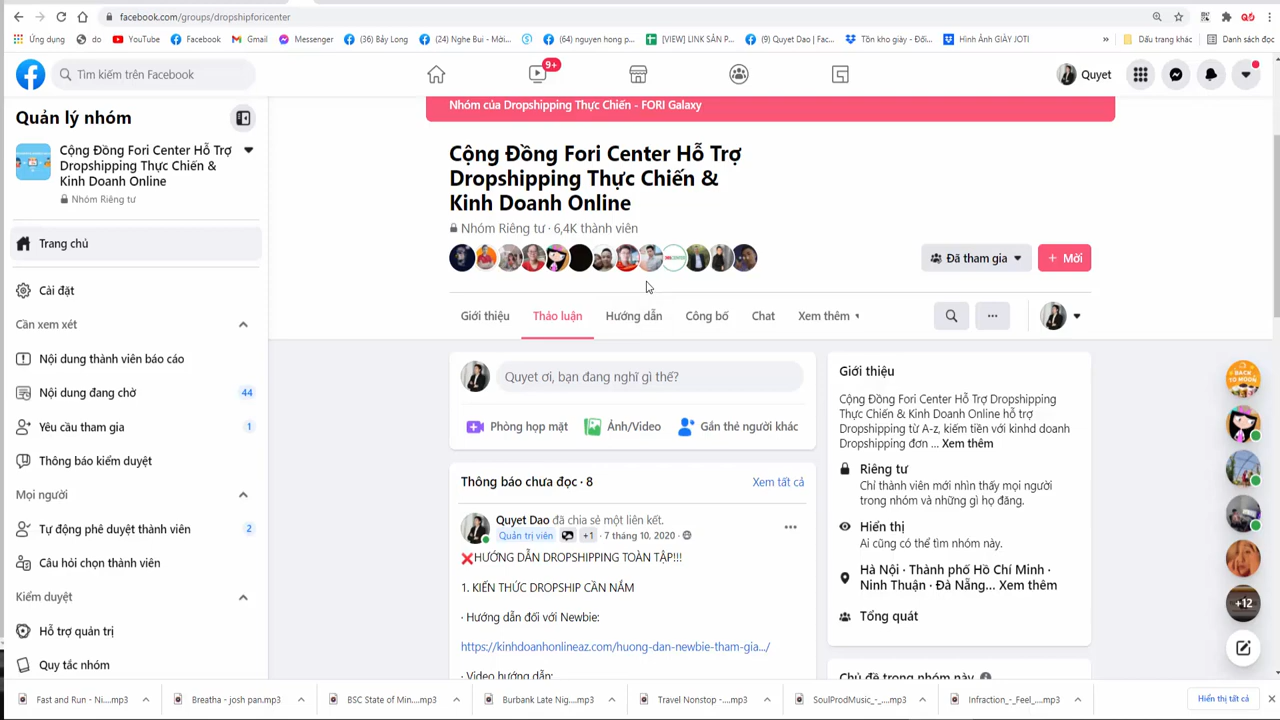 facebook.com/groups/dropshipforicenter
Ứng dụng
do
YouTube
Facebook
Gmail
Messenger
(36) Bảy Long
(24) Nghe Bui - Mời...
(64) nguyen hong p...
[VIEW] LINK SẢN P...
(9) Quyet Dao | Fac...
Tồn kho giày - Đối...
Hình Ảnh GIÀY JOTI
»
Dấu trang khác
Danh sách đọc
Tìm kiếm trên Facebook
9+
Quyet
Quản lý nhóm
Cộng Đồng Fori Center Hỗ Trợ
Dropshipping Thực Chiến &
Kinh Doanh Online
Nhóm Riêng tư
Trang chủ
Cài đặt
Cần xem xét
Nội dung thành viên báo cáo
Nội dung đang chờ 44
Yêu cầu tham gia 1
Thông báo kiểm duyệt
Mọi người
Tự động phê duyệt thành viên 2
Câu hỏi chọn thành viên
Kiểm duyệt
Hỗ trợ quản trị
Quy tắc nhóm
Nhóm của Dropshipping Thực Chiến - FORI Galaxy
Cộng Đồng Fori Center Hỗ Trợ
Dropshipping Thực Chiến &
Kinh Doanh Online
Nhóm Riêng tư · 6,4K thành viên
Đã tham gia
+ Mời
Giới thiệu
Thảo luận
Hướng dẫn
Công bố
Chat
Xem thêm
Quyet ơi, bạn đang nghĩ gì thế?
Phòng họp mặt
Ảnh/Video
Gắn thẻ người khác
Thông báo chưa đọc · 8
Xem tất cả
Quyet Dao đã chia sẻ một liên kết.
Quản trị viên +1 · 7 tháng 10, 2020 ·
❌HƯỚNG DẪN DROPSHIPPING TOÀN TẬP!!!
1. KIẾN THỨC DROPSHIP CẦN NẮM
· Hướng dẫn đối với Newbie:
https://kinhdoanhonlineaz.com/huong-dan-newbie-tham-gia.../
· Video hướng dẫn:
Giới thiệu
Cộng Đồng Fori Center Hỗ Trợ Dropshipping
Thực Chiến & Kinh Doanh Online hỗ trợ
Dropshipping từ A-z, kiếm tiền với kinhd doanh
Dropshipping đơn ... Xem thêm
Riêng tư
Chỉ thành viên mới nhìn thấy mọi người
trong nhóm và những gì họ đăng.
Hiển thị
Ai cũng có thể tìm nhóm này.
Hà Nội · Thành phố Hồ Chí Minh ·
Ninh Thuận · Đà Nẵng... Xem thêm
Tổng quát
Chủ đề trong nhóm này
+12
Fast and Run - Ni....mp3
Breatha - josh pan.mp3
BSC State of Min....mp3
Burbank Late Nig....mp3
Travel Nonstop -....mp3
SoulProdMusic_-_....mp3
Infraction_-_Feel_....mp3
Hiển thị tất cả